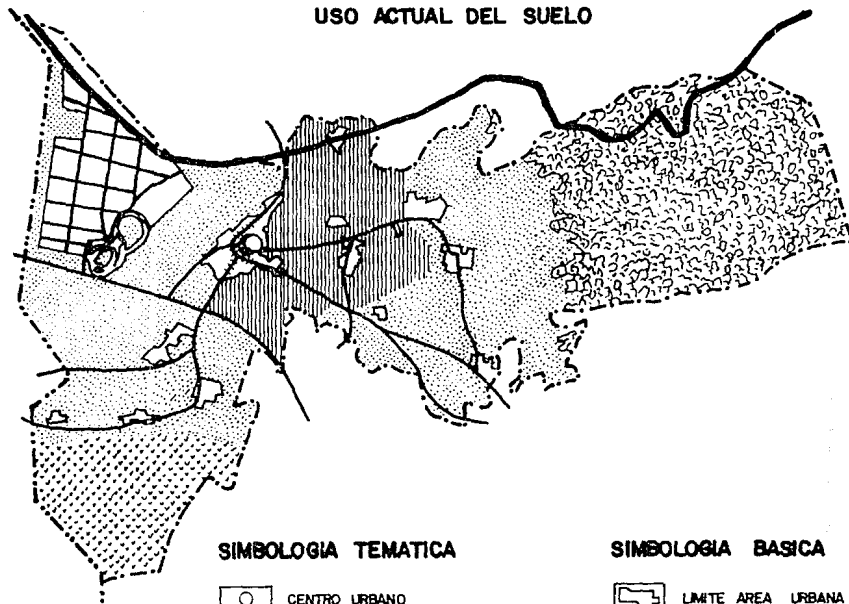 USO ACTUAL DEL SUELO
SIMBOLOGIA TEMATICA
SIMBOLOGIA BASICA
CENTRO URBANO
LIMITE AREA URBANA